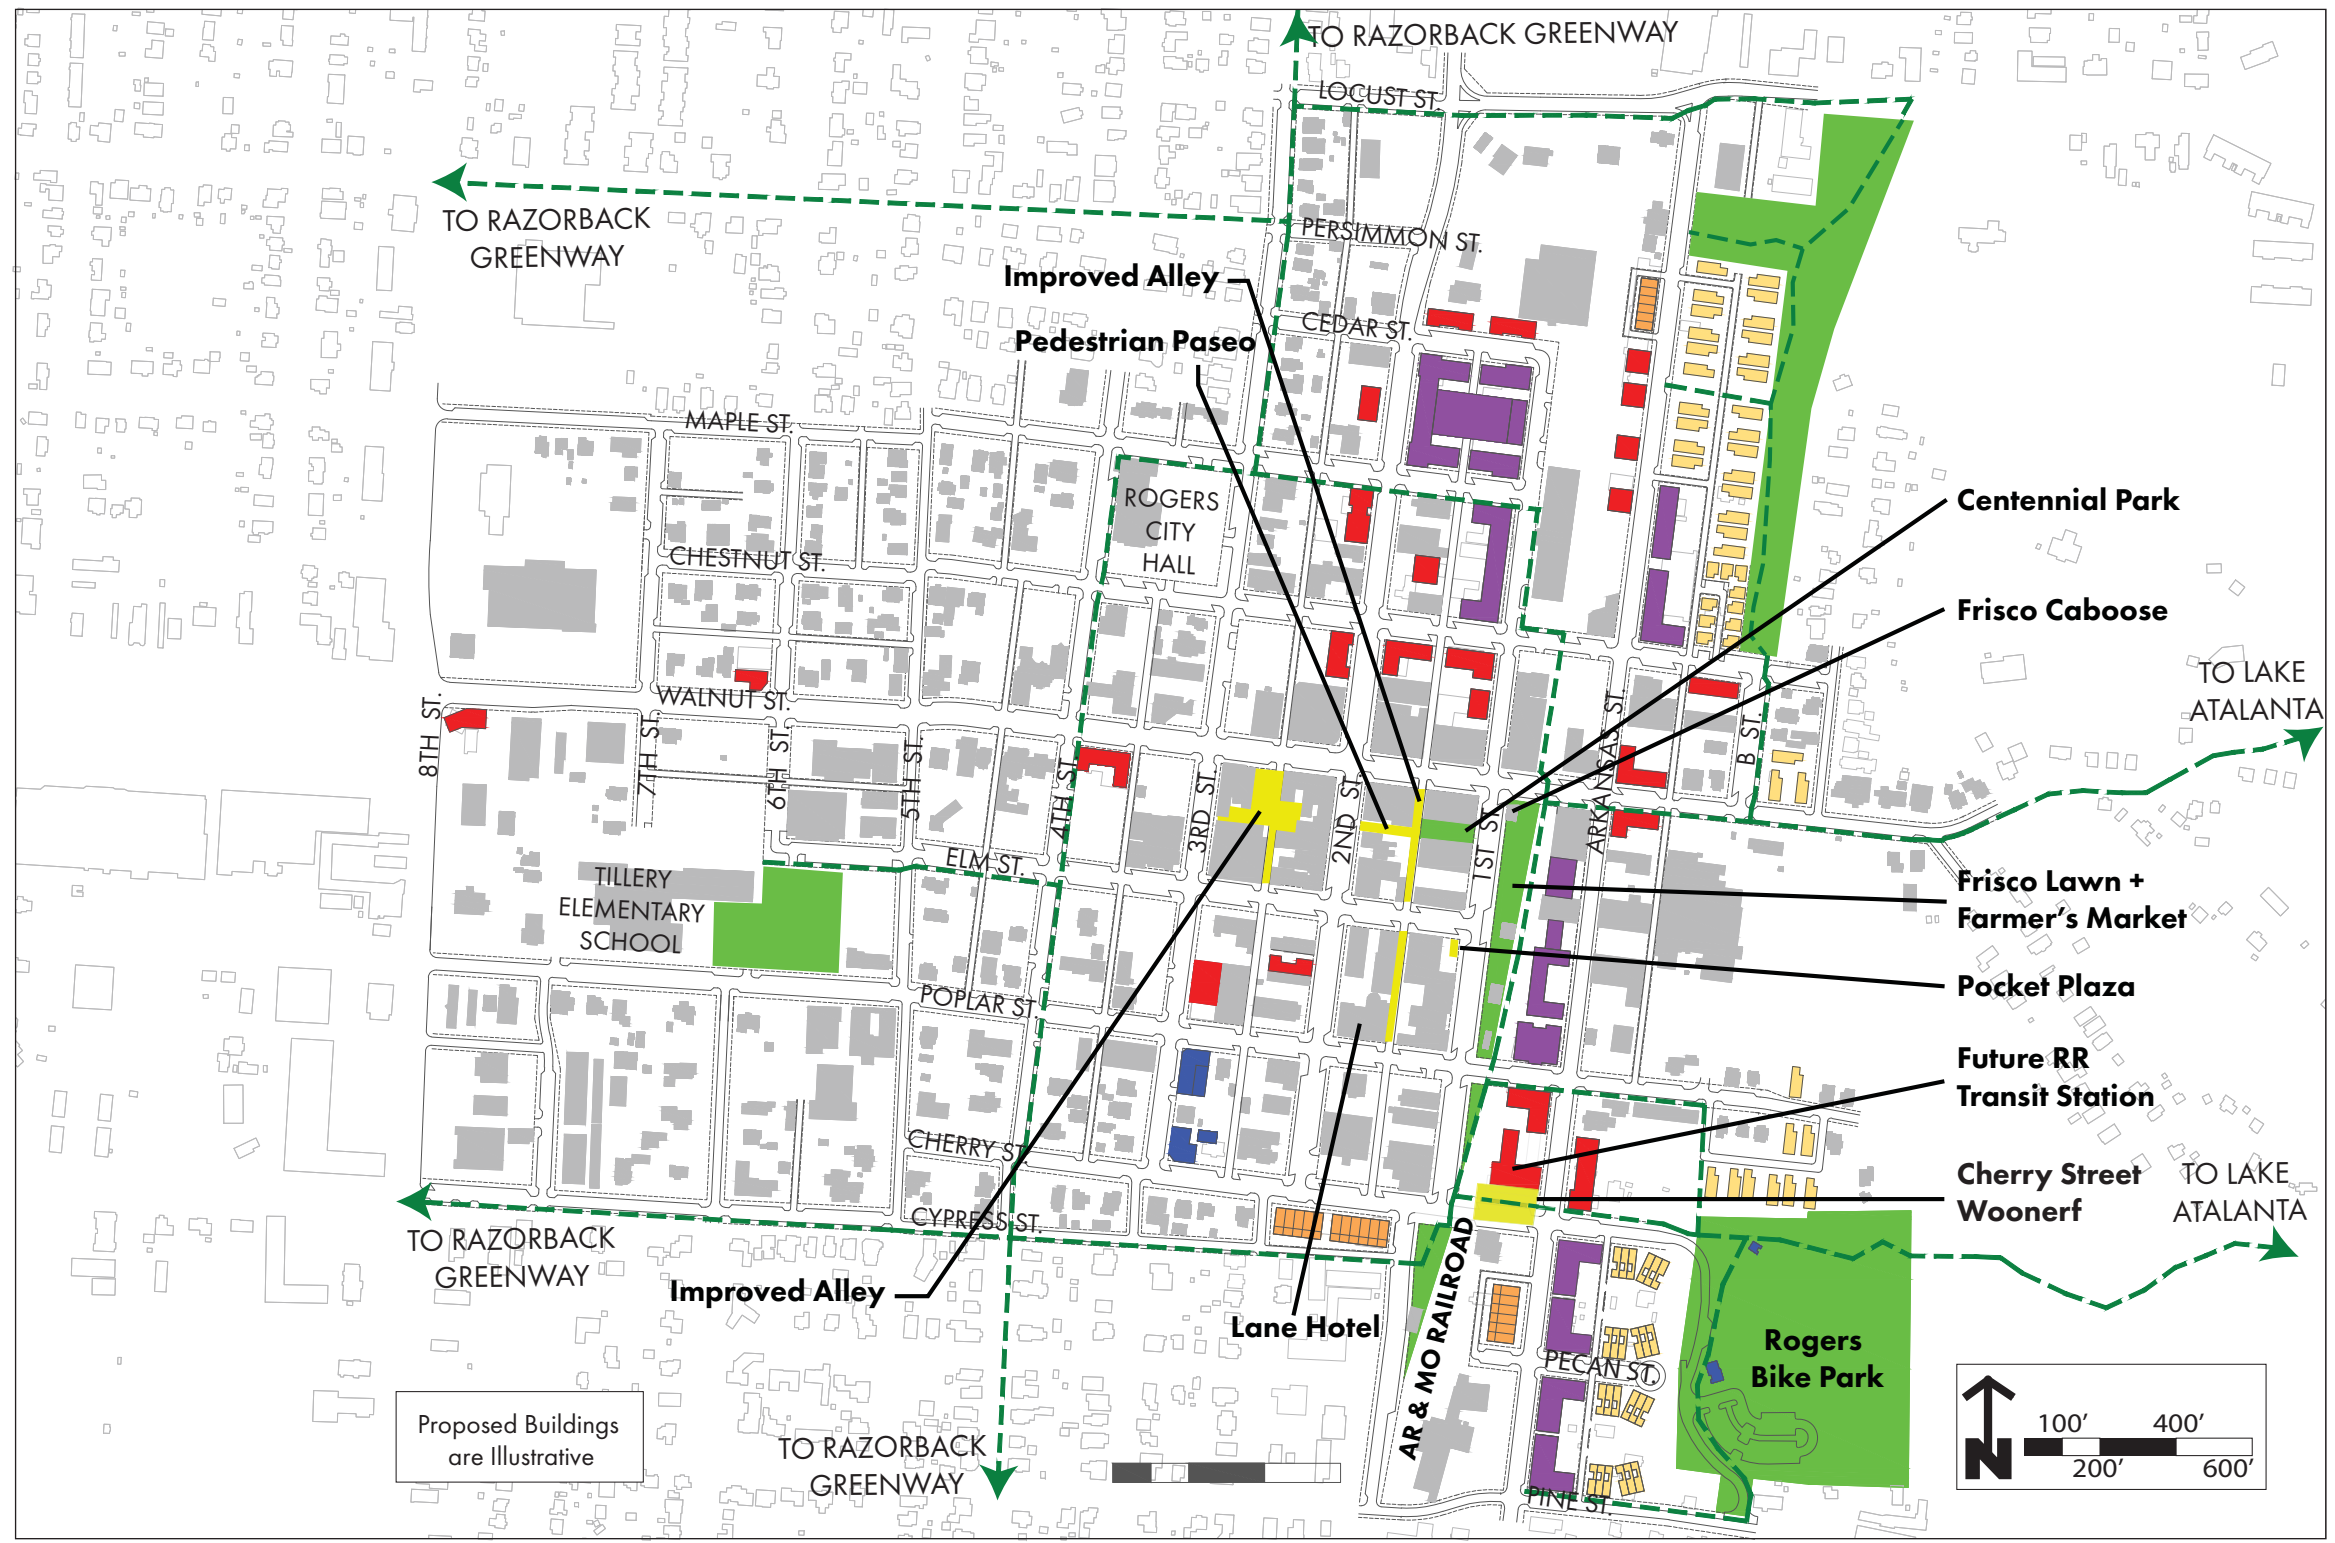 TO RAZORBACK GREENWAY
LOCUST ST.
TO RAZORBACK
GREENWAY
PERSIMMON ST.
Improved Alley
CEDAR ST.
Pedestrian Paseo
MAPLE ST.
ROGERS
CITY
HALL
Centennial Park
CHESTNUT ST.
Frisco Caboose
TO LAKE
ATALANTA
WALNUT ST.
8TH ST.
7TH ST.
6TH ST.
5TH ST.
4TH ST.
3RD ST.
2ND ST.
1ST ST.
ARKANSAS ST.
B ST.
ELM ST.
TILLERY
ELEMENTARY
SCHOOL
Frisco Lawn +
Farmer's Market
Pocket Plaza
POPLAR ST.
Future RR
Transit Station
CHERRY ST.
Cherry Street
Woonerf
TO LAKE
ATALANTA
CYPRESS ST.
TO RAZORBACK
GREENWAY
Improved Alley
Lane Hotel
AR & MO RAILROAD
Rogers
Bike Park
PECAN ST.
Proposed Buildings
are Illustrative
TO RAZORBACK
GREENWAY
PINE ST.
N
100' 400'
200' 600'